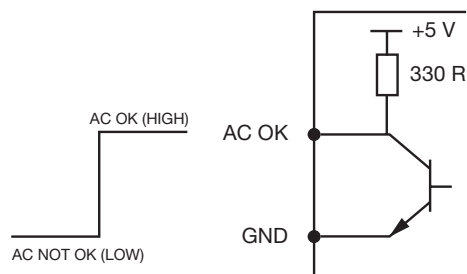 +5 V
330 R
AC OK (HIGH)
AC OK
GND
AC NOT OK (LOW)